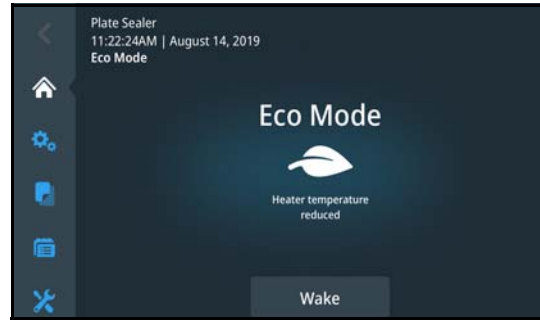 Plate Sealer
11:22:24AM | August 14, 2019
Eco Mode
Eco Mode
Heater temperature
reduced
Wake